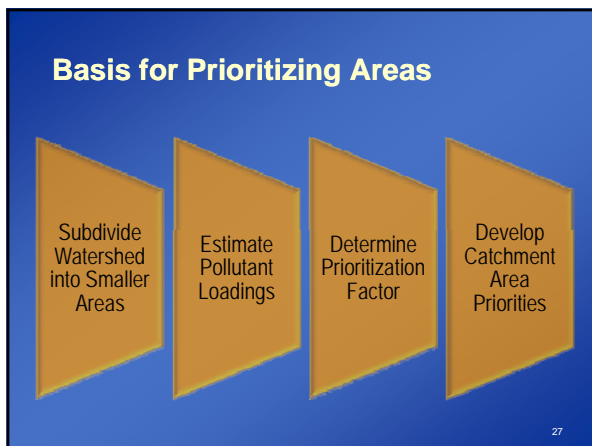 Basis for Prioritizing Areas
Subdivide
Watershed
into Smaller
Areas
Estimate
Pollutant
Loadings
Determine
Prioritization
Factor
Develop
Catchment
Area
Priorities
27